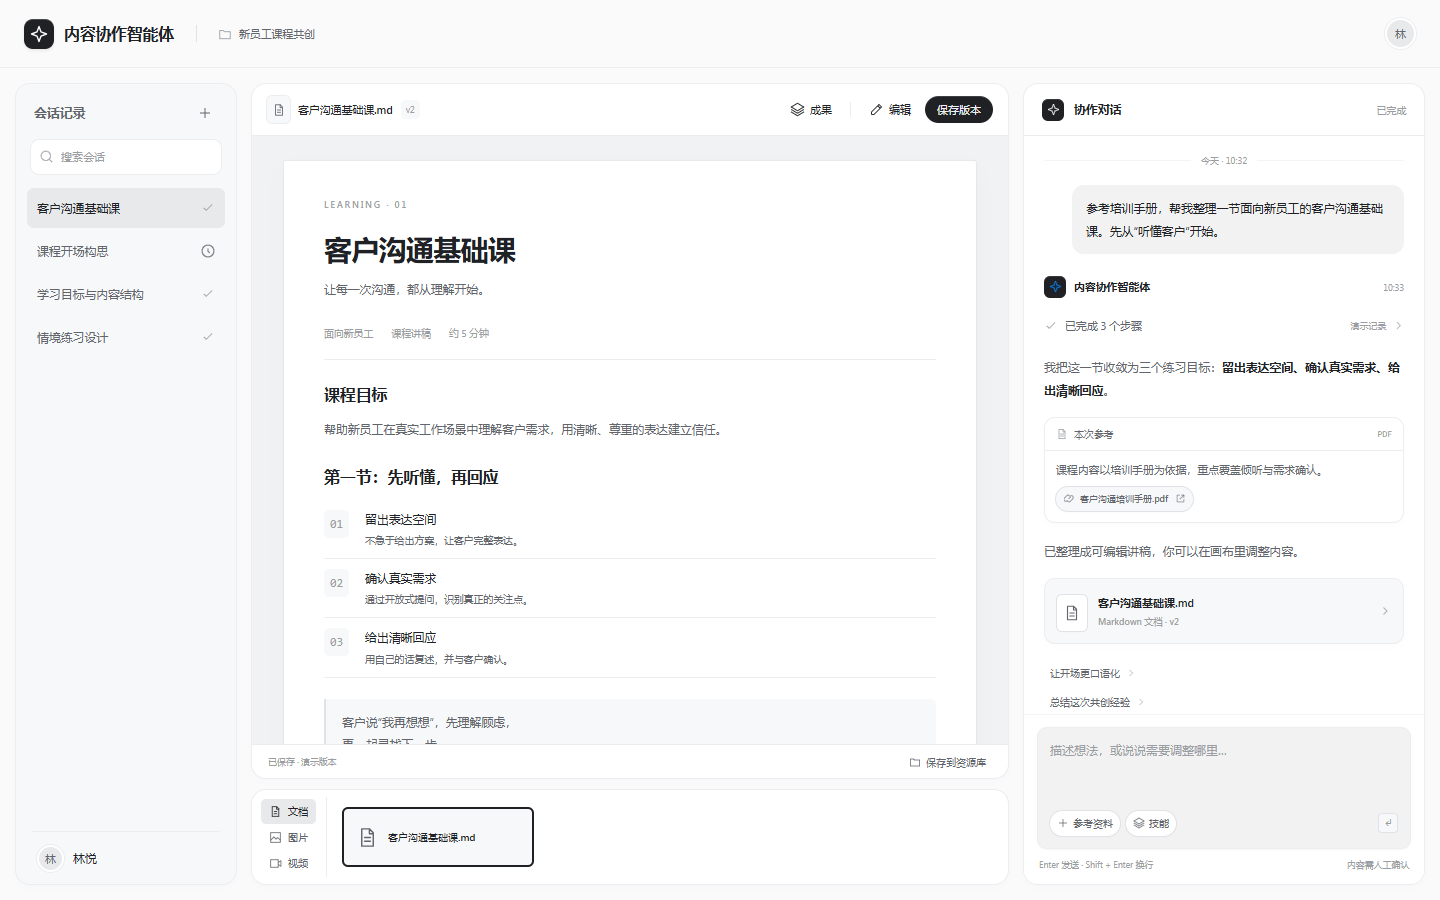 内容协作智能体
新员工课程共创
林
会话记录
搜索会话
客户沟通基础课
课程开场构思
学习目标与内容结构
情境练习设计
林
林悦
客户沟通基础课.md
v2
成果
编辑
保存版本
LEARNING · 01
客户沟通基础课
让每一次沟通，都从理解开始。
面向新员工 课程讲稿 约 5 分钟
课程目标
帮助新员工在真实工作场景中理解客户需求，用清晰、尊重的表达建立信任。
第一节：先听懂，再回应
01
留出表达空间
不急于给出方案，让客户完整表达。
02
确认真实需求
通过开放式提问，识别真正的关注点。
03
给出清晰回应
用自己的话复述，并与客户确认。
客户说“我再想想”，先理解顾虑，
已保存 · 演示版本
保存到资源库
文档
图片
视频
客户沟通基础课.md
协作对话
已完成
今天 · 10:32
参考培训手册，帮我整理一节面向新员工的客户沟通基础
课。先从“听懂客户”开始。
内容协作智能体
10:33
已完成 3 个步骤
演示记录
我把这一节收敛为三个练习目标：留出表达空间、确认真实需求、给
出清晰回应。
本次参考
PDF
课程内容以培训手册为依据，重点覆盖倾听与需求确认。
客户沟通培训手册.pdf
已整理成可编辑讲稿，你可以在画布里调整内容。
客户沟通基础课.md
Markdown 文档 · v2
让开场更口语化
总结这次共创经验
描述想法，或说说需要调整哪里...
参考资料
技能
Enter 发送 · Shift + Enter 换行
内容需人工确认